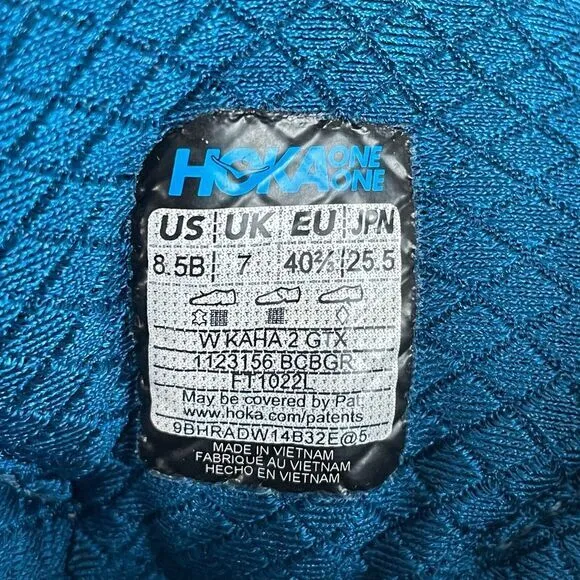 HOKA ONE ONE
US UK EU JPN
8.5B 7 40⅔ 25.5
W KAHA 2 GTX
1123156 BCBGR
FT1022I
May be covered by Pat.
www.hoka.com/patents
9BHRADW14B32E@5
MADE IN VIETNAM
FABRIQUÉ AU VIETNAM
HECHO EN VIETNAM